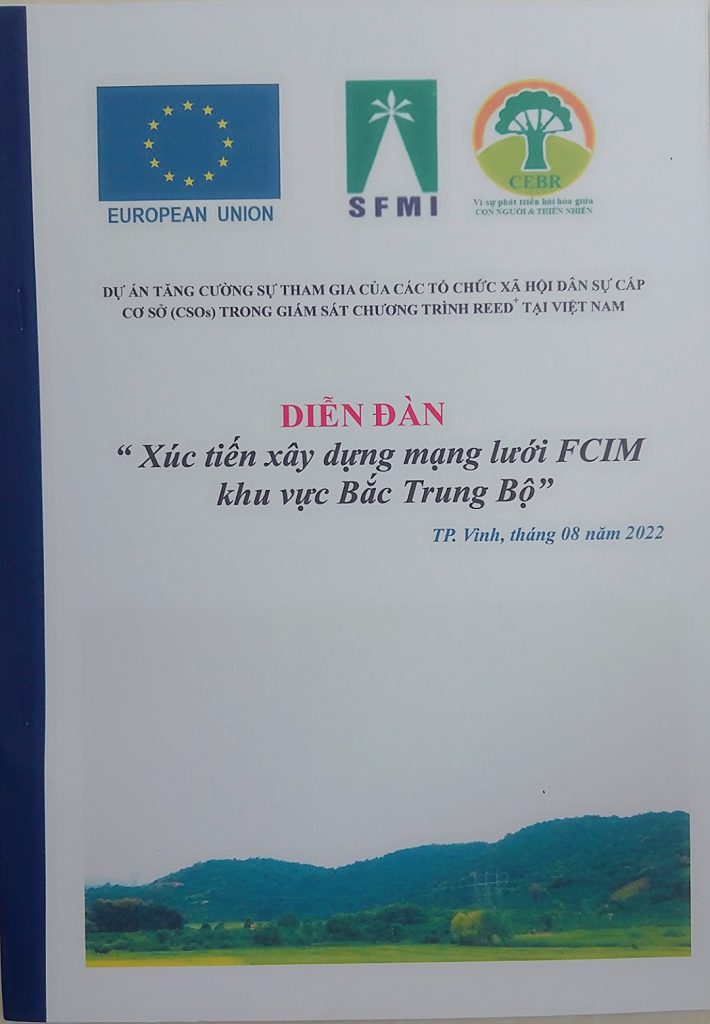 EUROPEAN UNION
SFMI
CEBR
Vì sự phát triển hài hòa giữa
CON NGƯỜI & THIÊN NHIÊN
DỰ ÁN TĂNG CƯỜNG SỰ THAM GIA CỦA CÁC TỔ CHỨC XÃ HỘI DÂN SỰ CẤP
CƠ SỞ (CSOs) TRONG GIÁM SÁT CHƯƠNG TRÌNH REED+ TẠI VIỆT NAM
DIỄN ĐÀN
“ Xúc tiến xây dựng mạng lưới FCIM
khu vực Bắc Trung Bộ”
TP. Vinh, tháng 08 năm 2022